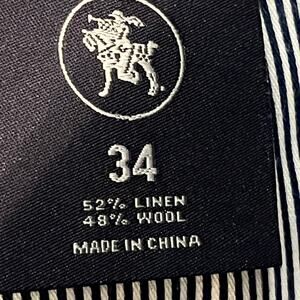 34
52% LINEN
48% WOOL
MADE IN CHINA